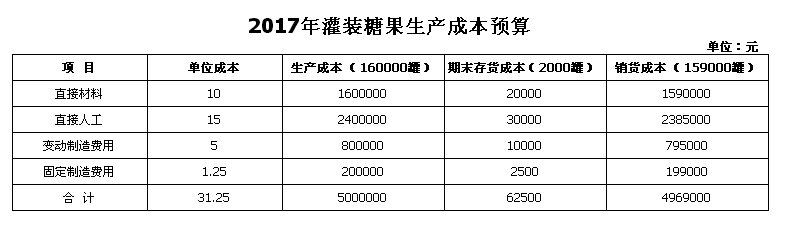 2017年灌装糖果生产成本预算
单位：元
项 目 单位成本 生产成本（160000罐） 期末存货成本（2000罐） 销货成本（159000罐）
直接材料 10 1600000 20000 1590000
直接人工 15 2400000 30000 2385000
变动制造费用 5 800000 10000 795000
固定制造费用 1.25 200000 2500 199000
合 计 31.25 5000000 62500 4969000